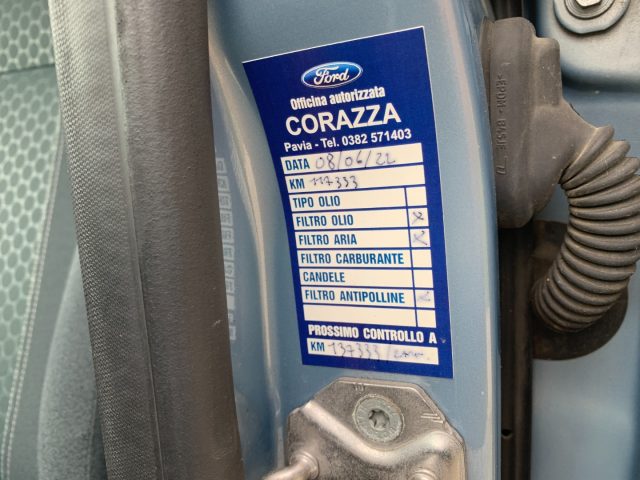 Ford
Officina autorizzata
CORAZZA
Pavia - Tel. 0382 571403
DATA 08/06/22
KM 117333
TIPO OLIO
FILTRO OLIO X
FILTRO ARIA X
FILTRO CARBURANTE
CANDELE
FILTRO ANTIPOLLINE
PROSSIMO CONTROLLO A
KM 137333